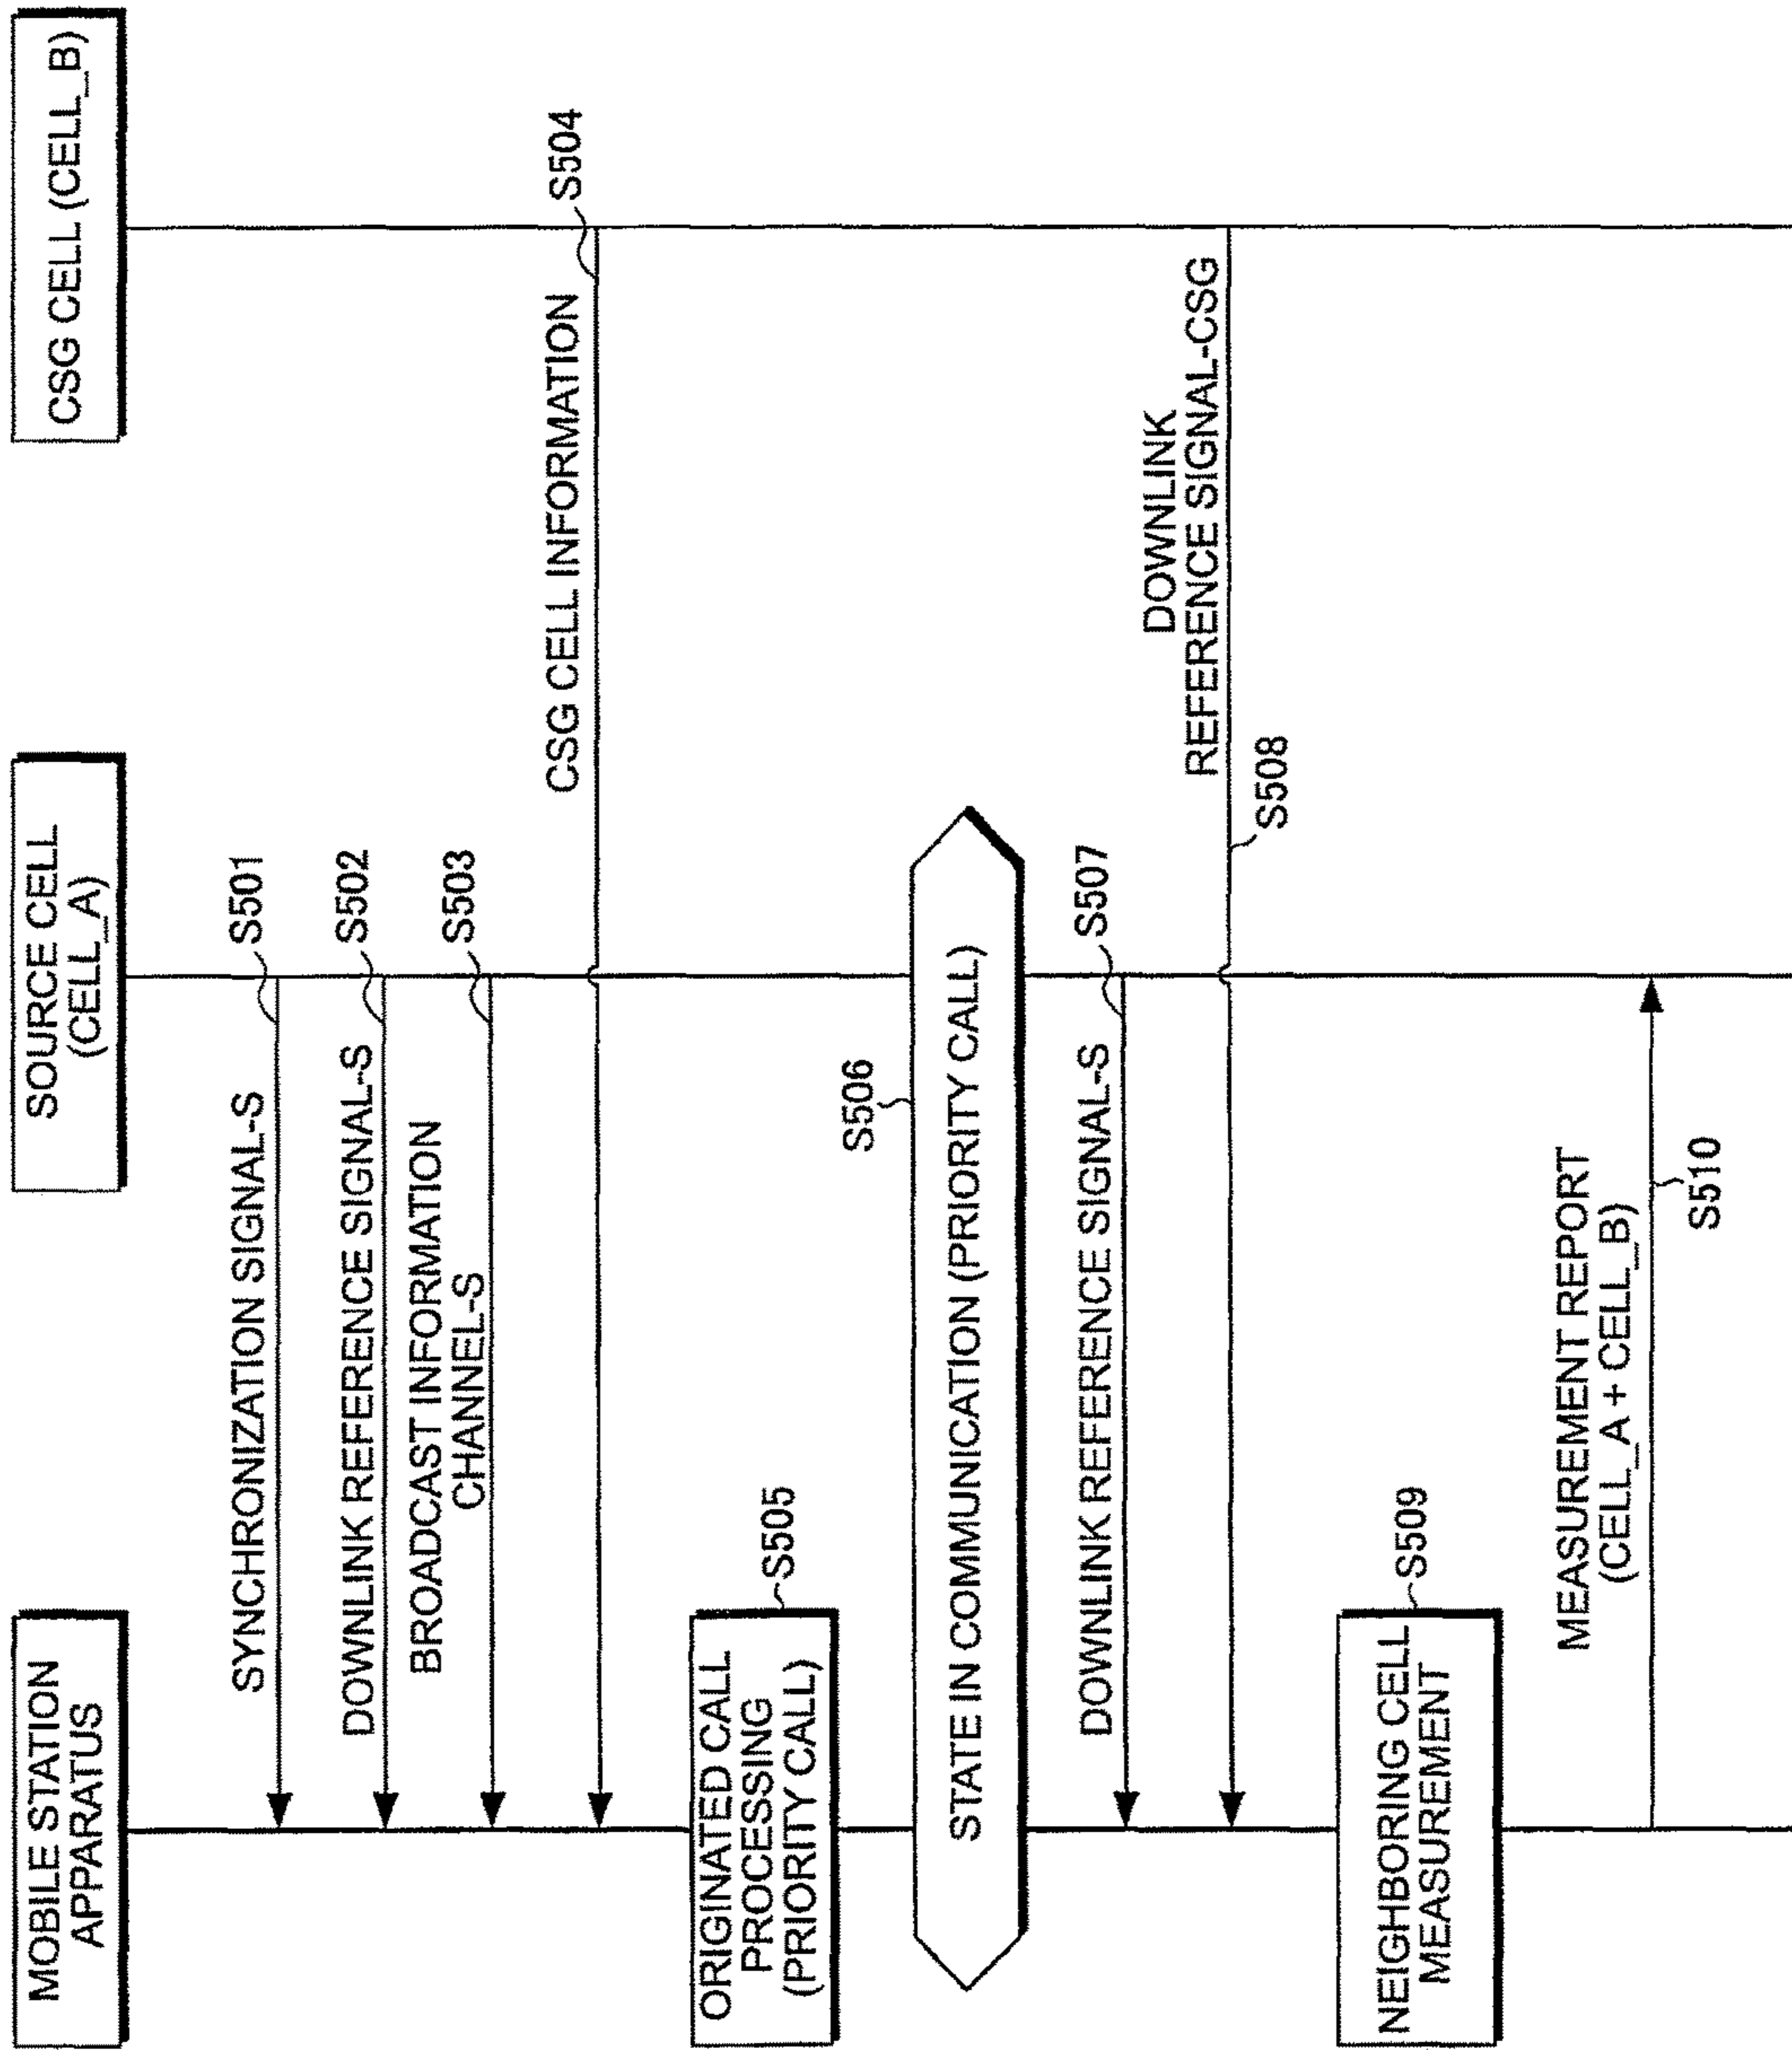 MOBILE STATION
APPARATUS
SOURCE CELL
(CELL_A)
CSG CELL (CELL_B)
SYNCHRONIZATION SIGNAL-S
S501
DOWNLINK REFERENCE SIGNAL-S
S502
BROADCAST INFORMATION
CHANNEL-S
S503
CSG CELL INFORMATION
S504
ORIGINATED CALL
PROCESSING
(PRIORITY CALL)
S505
S506
STATE IN COMMUNICATION (PRIORITY CALL)
DOWNLINK REFERENCE SIGNAL-S
S507
DOWNLINK
REFERENCE SIGNAL-CSG
S508
NEIGHBORING CELL
MEASUREMENT
S509
MEASUREMENT REPORT
(CELL_A + CELL_B)
S510